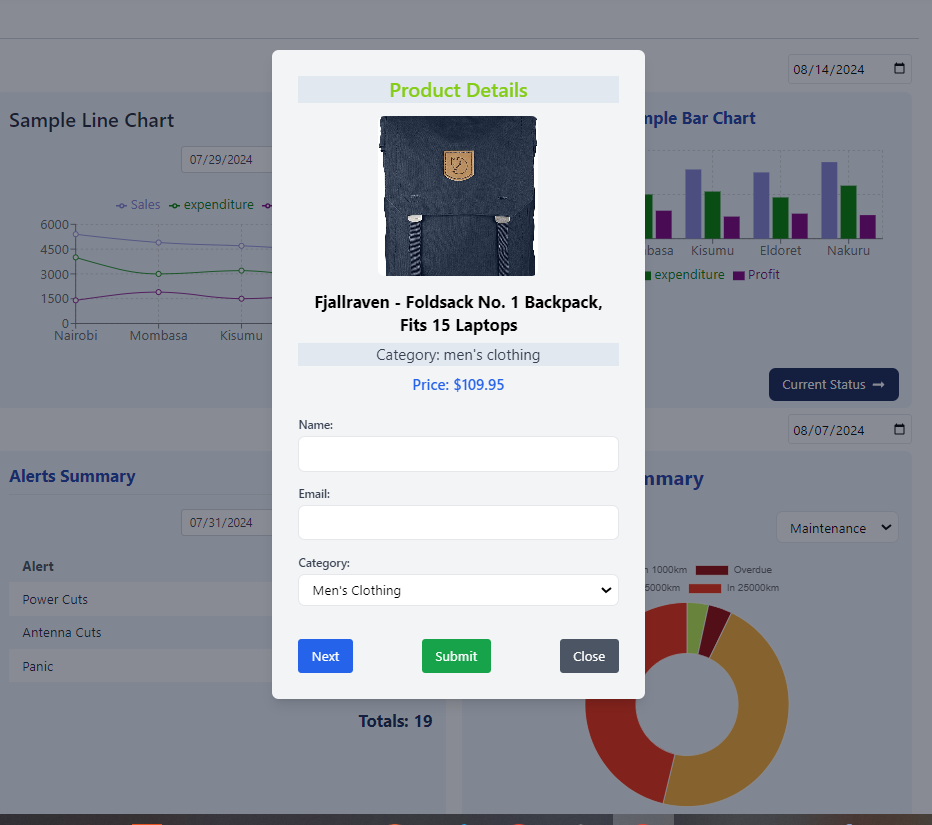 08/14/2024
Sample Line Chart
07/29/2024
Sales expenditure
6000
4500
3000
1500
0
Nairobi Mombasa Kisumu
Product Details
Fjallraven - Foldsack No. 1 Backpack,
Fits 15 Laptops
Category: men's clothing
Price: $109.95
Name:
Email:
Category:
Men's Clothing
Next Submit Close
mple Bar Chart
basa Kisumu Eldoret Nakuru
expenditure Profit
Current Status →
08/07/2024
Alerts Summary
07/31/2024
Alert
Power Cuts
Antenna Cuts
Panic
Totals: 19
mmary
Maintenance
n 1000km Overdue
5000km In 25000km